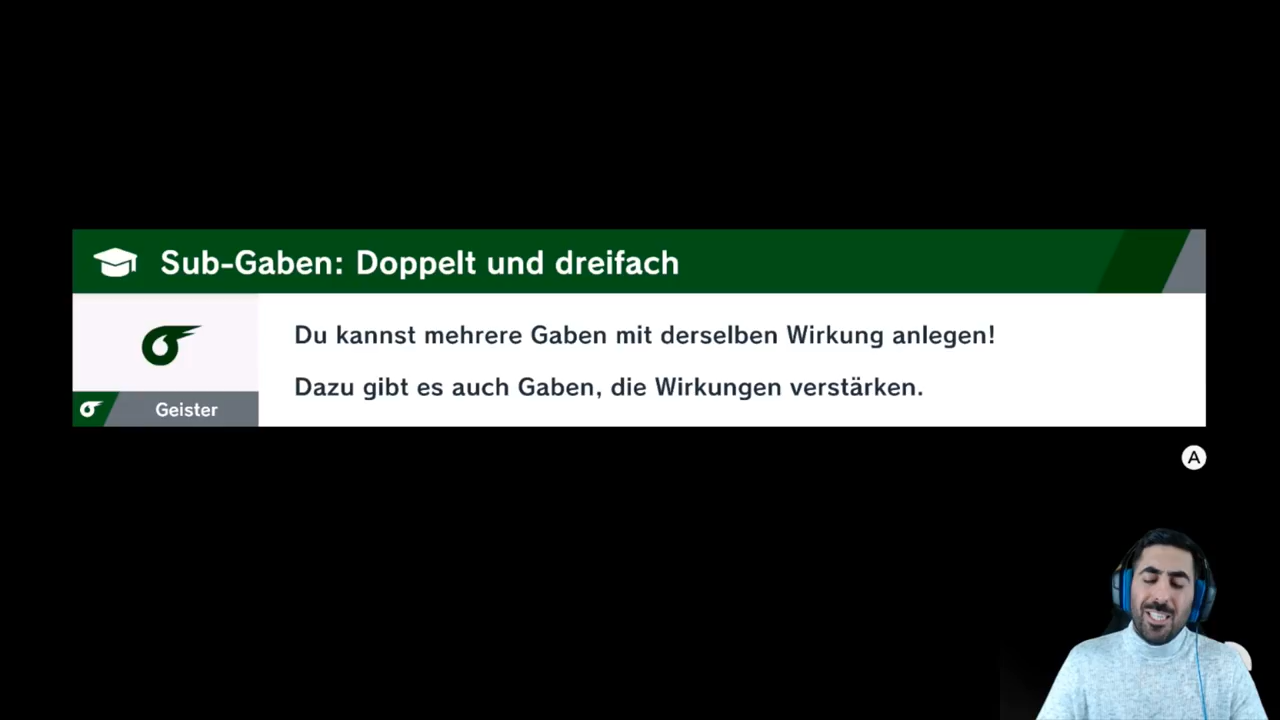 Sub-Gaben: Doppelt und dreifach
Du kannst mehrere Gaben mit derselben Wirkung anlegen!
Dazu gibt es auch Gaben, die Wirkungen verstärken.
Geister
A